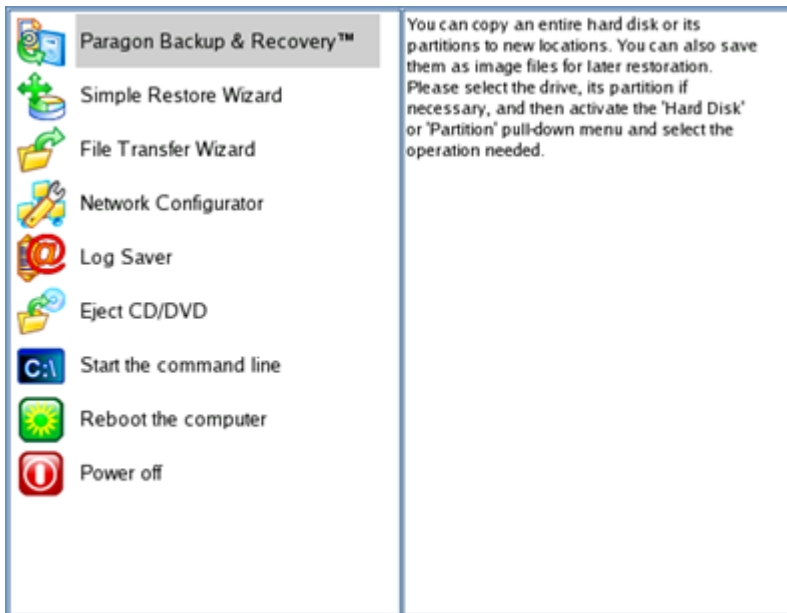 Paragon Backup & Recovery™
Simple Restore Wizard
File Transfer Wizard
Network Configurator
Log Saver
Eject CD/DVD
C:\
Start the command line
Reboot the computer
Power off
You can copy an entire hard disk or its
partitions to new locations. You can also save
them as image files for later restoration.
Please select the drive, its partition if
necessary, and then activate the 'Hard Disk'
or 'Partition' pull-down menu and select the
operation needed.